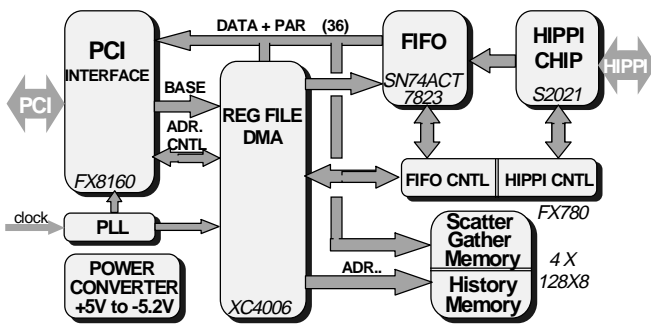 DATA + PAR (36)
PCI
INTERFACE
FX8160
PCI
BASE
ADR.
CNTL
REG FILE
DMA
XC4006
FIFO
SN74ACT
7823
HIPPI
CHIP
S2021
HIPPI
FIFO CNTL
HIPPI CNTL
FX780
clock
PLL
POWER
CONVERTER
+5V to -5.2V
ADR..
Scatter
Gather
Memory
History
Memory
4 X
128X8